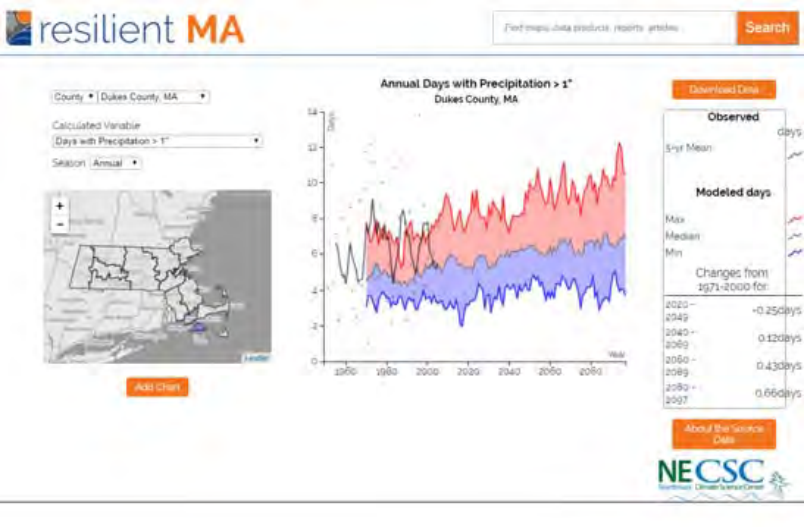 resilient MA
Find maps, data products, reports, articles
Search
County Dukes County, MA
Calculated Variable
Days with Precipitation > 1"
Season Annual
+
−
Leaflet
Add Chart
Annual Days with Precipitation > 1"
Dukes County, MA
Days
14
12
10
8
6
4
2
0
1960 1980 2000 2020 2040 2060 2080
Year
Download Data
Observed
days
5-yr Mean
Modeled days
Max
Median
Min
Changes from
1971-2000 for:
2020 -
2049
-0.25days
2040 -
2069
0.12days
2060 -
2089
0.43days
2080 -
2097
0.66days
About the Source
Data
NECSC
Northeast Climate Science Center